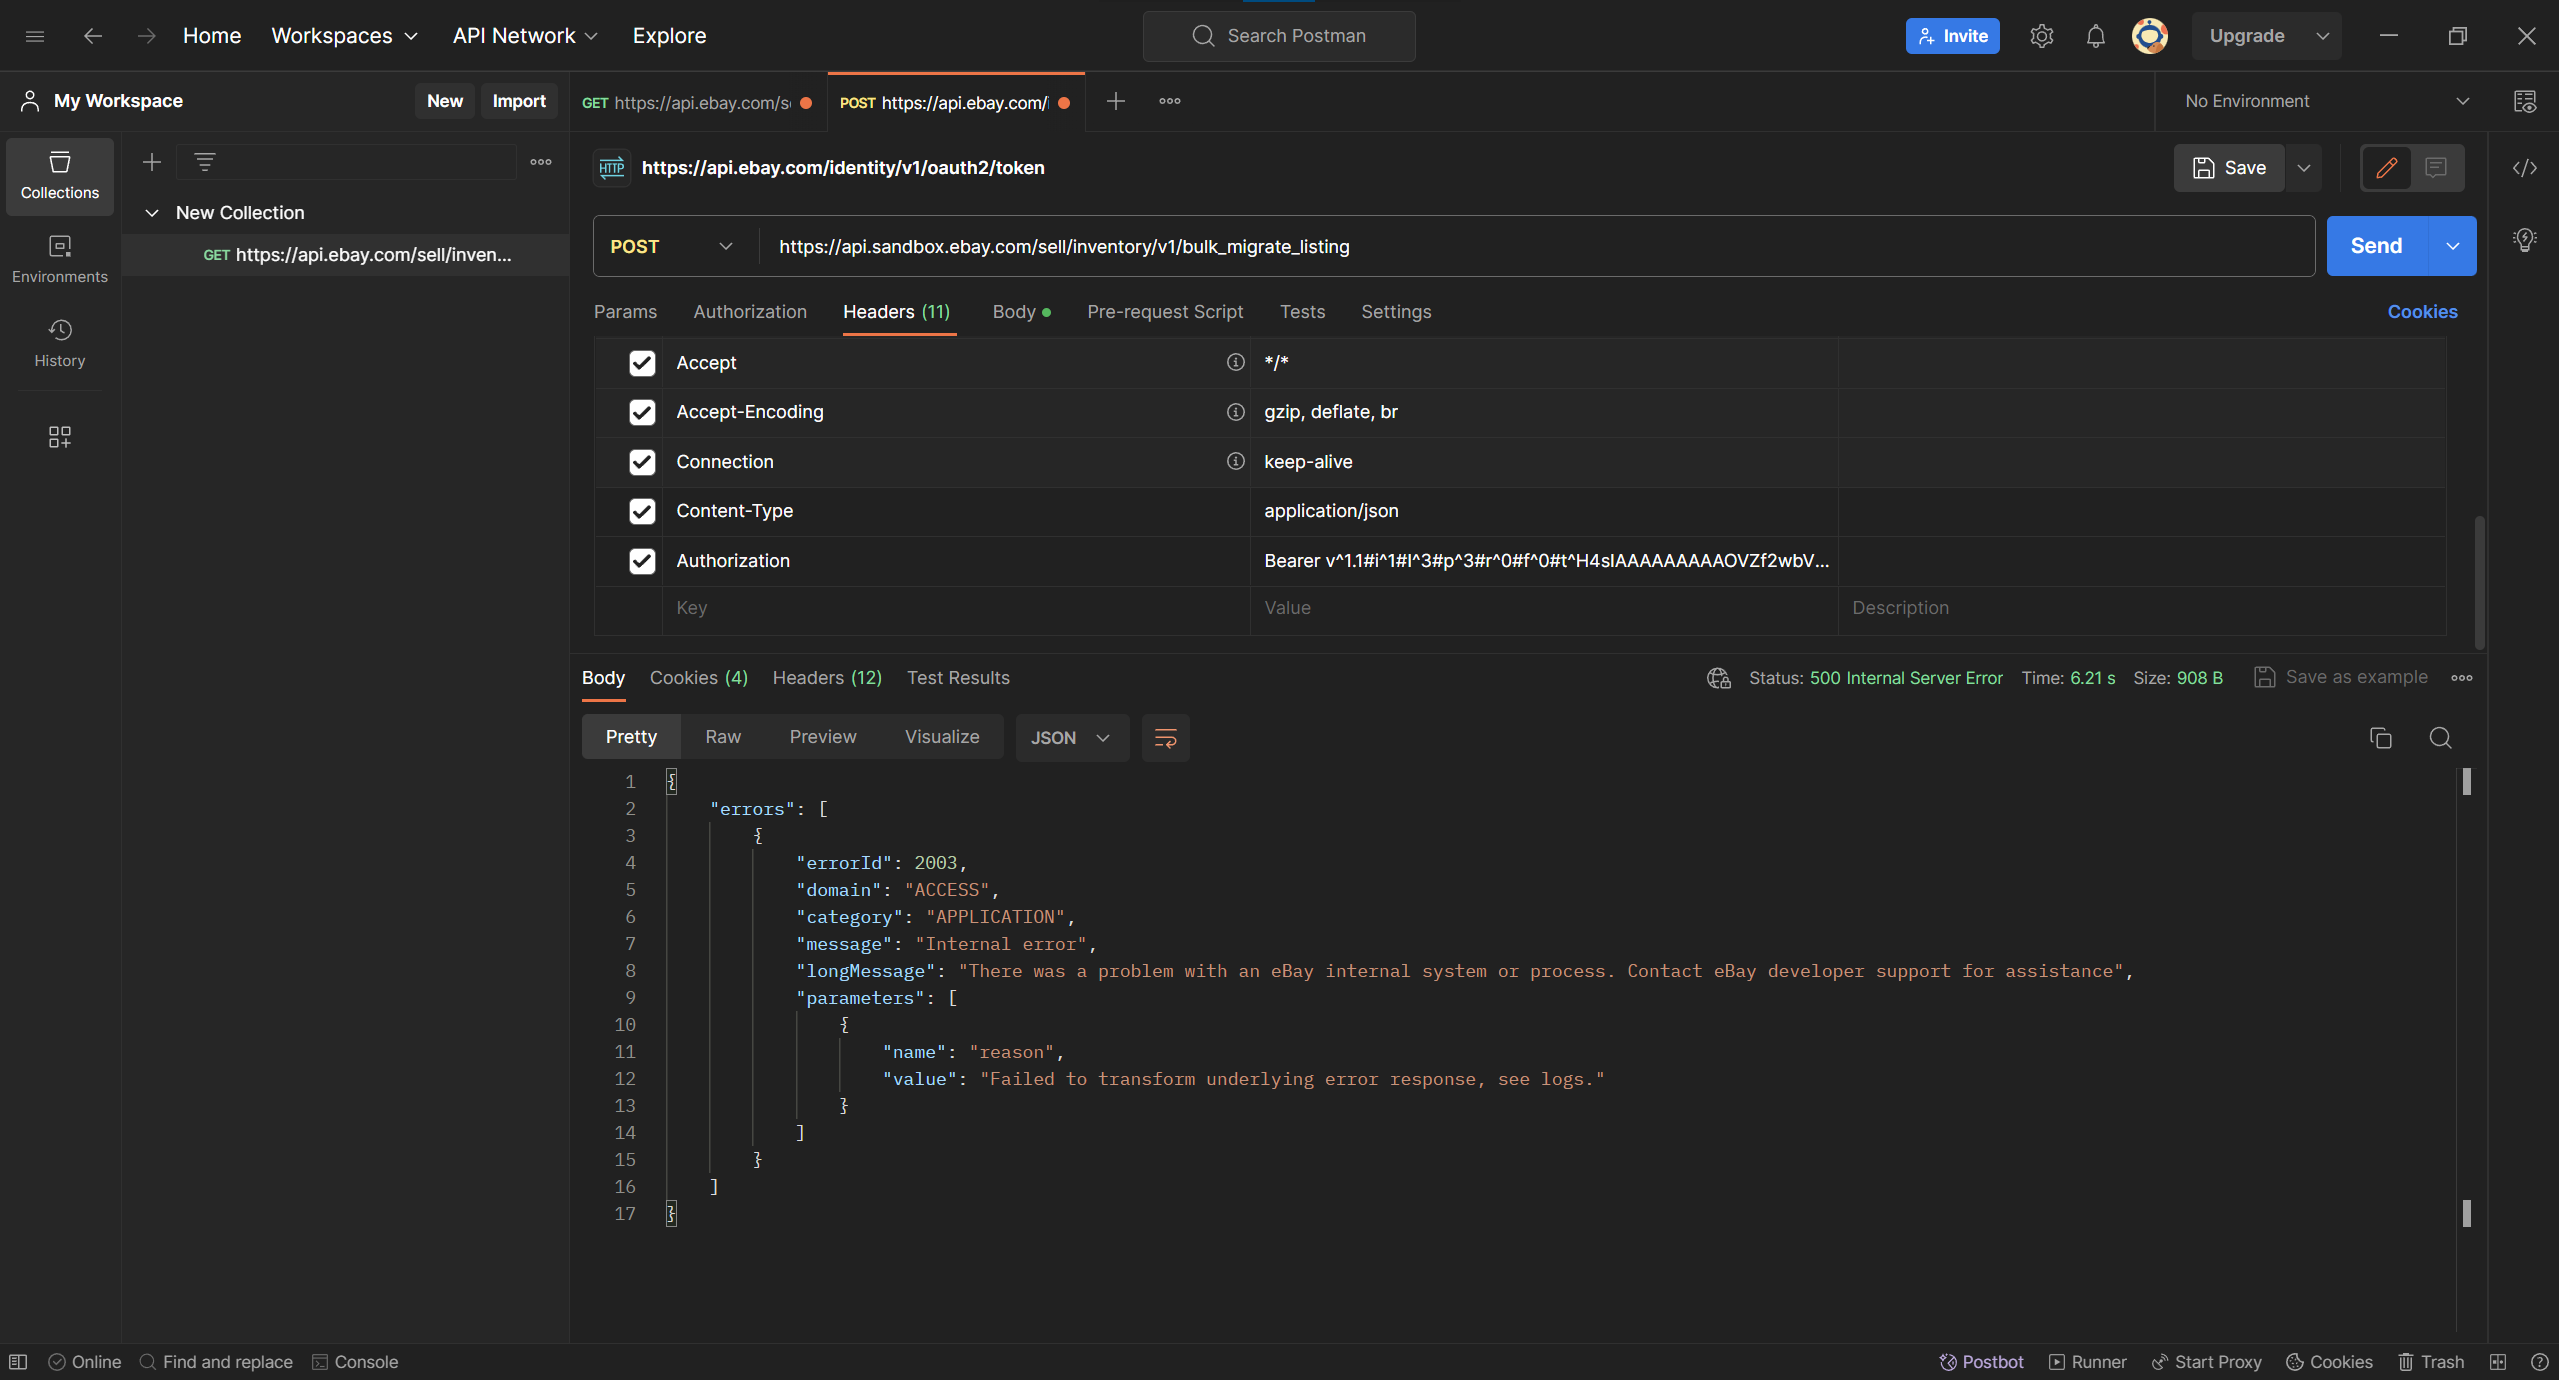 Home Workspaces API Network Explore Search Postman Invite Upgrade
My Workspace New Import GET https://api.ebay.com/s POST https://api.ebay.com/ No Environment
Collections
Environments
History
New Collection
GET https://api.ebay.com/sell/inven...
HTTP https://api.ebay.com/identity/v1/oauth2/token Save
POST https://api.sandbox.ebay.com/sell/inventory/v1/bulk_migrate_listing Send
Params Authorization Headers (11) Body Pre-request Script Tests Settings Cookies
Accept */*
Accept-Encoding gzip, deflate, br
Connection keep-alive
Content-Type application/json
Authorization Bearer v^1.1#i^1#I^3#p^3#r^0#f^0#t^H4sIAAAAAAAAAOVZf2wbV...
Key Value Description
Body Cookies (4) Headers (12) Test Results Status: 500 Internal Server Error Time: 6.21 s Size: 908 B Save as example
Pretty Raw Preview Visualize JSON
1 {
2 "errors": [
3 {
4 "errorId": 2003,
5 "domain": "ACCESS",
6 "category": "APPLICATION",
7 "message": "Internal error",
8 "longMessage": "There was a problem with an eBay internal system or process. Contact eBay developer support for assistance",
9 "parameters": [
10 {
11 "name": "reason",
12 "value": "Failed to transform underlying error response, see logs."
13 }
14 ]
15 }
16 ]
17 }
Online Find and replace Console Postbot Runner Start Proxy Cookies Trash